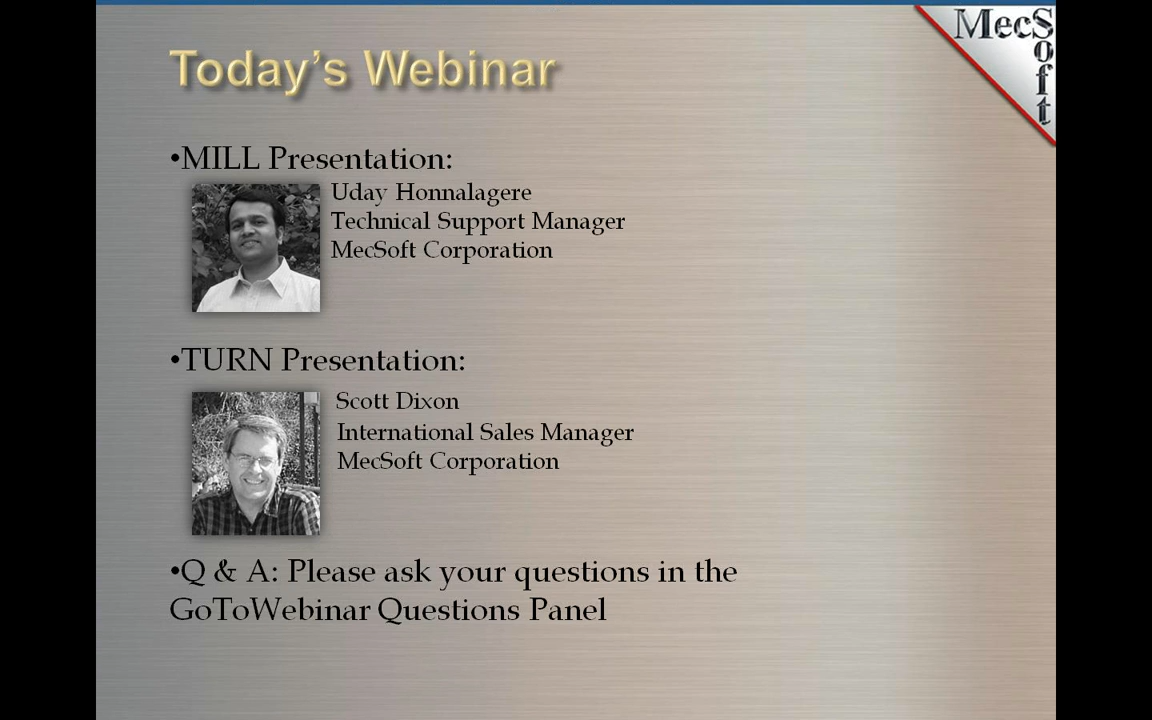 MecSoft
Today's Webinar
•MILL Presentation:
Uday Honnalagere
Technical Support Manager
MecSoft Corporation
•TURN Presentation:
Scott Dixon
International Sales Manager
MecSoft Corporation
•Q & A: Please ask your questions in the
GoToWebinar Questions Panel